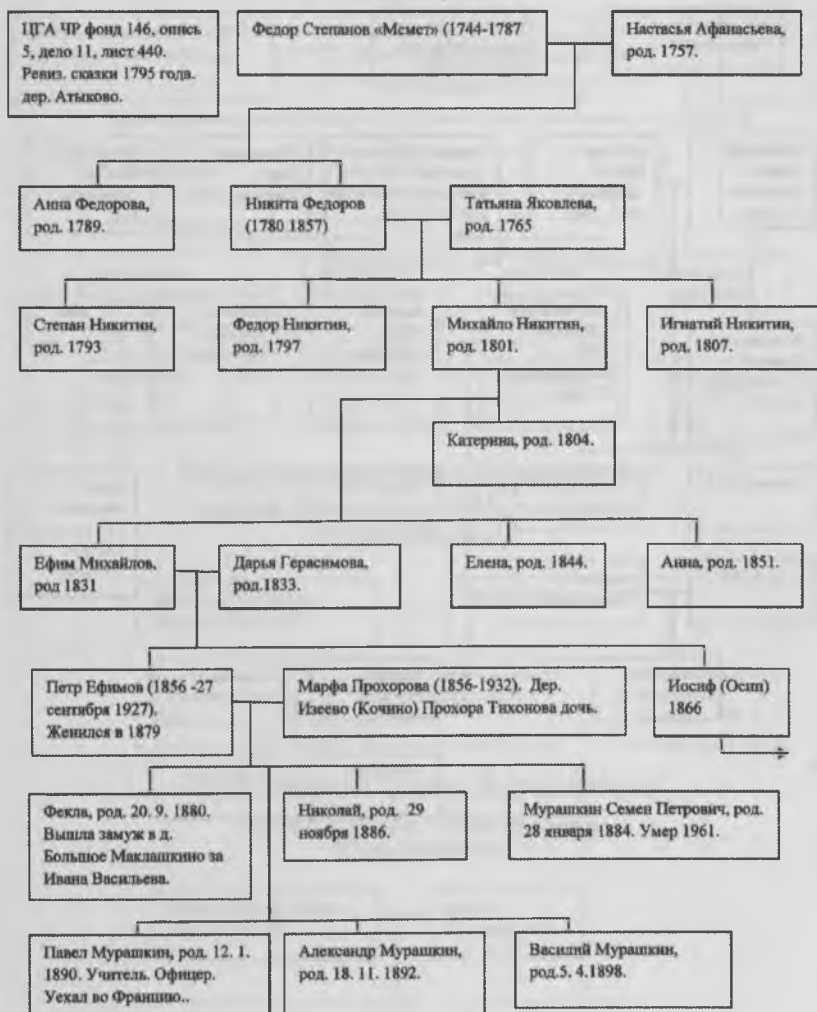 ЦГА ЧР фонд 146, опись
5, дело 11, лист 440.
Ревиз. сказки 1795 года.
дер. Атыково.
Федор Степанов «Мемет» (1744-1787
Настасья Афанасьева,
род. 1757.
Анна Федорова,
род. 1789.
Никита Федоров
(1780 1857)
Татьяна Яковлева,
род. 1765
Степан Никитин,
род. 1793
Федор Никитин,
род. 1797
Михайло Никитин,
род. 1801.
Игнатий Никитин,
род. 1807.
Катерина, род. 1804.
Ефим Михайлов,
род 1831
Дарья Герасимова,
род.1833.
Елена, род. 1844.
Анна, род. 1851.
Петр Ефимов (1856 -27
сентября 1927).
Женился в 1879
Марфа Прохорова (1856-1932). Дер.
Изеево (Кочино) Прохора Тихонова дочь.
Иосиф (Осип)
1866
Фекла, род. 20. 9. 1880.
Вышла замуж в д.
Большое Маклашкино за
Ивана Васильева.
Николай, род. 29
ноября 1886.
Мурашкин Семен Петрович, род.
28 января 1884. Умер 1961.
Павел Мурашкин, род. 12. 1.
1890. Учитель. Офицер.
Уехал во Францию..
Александр Мурашкин,
род. 18. 11. 1892.
Василий Мурашкин,
род.5. 4.1898.